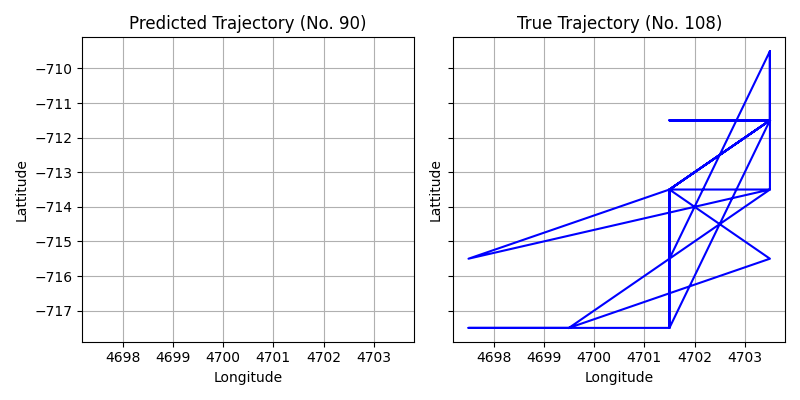 Predicted Trajectory (No. 90)
True Trajectory (No. 108)
−710
−711
−712
−713
−714
−715
−716
−717
Lattitude
Lattitude
4698 4699 4700 4701 4702 4703
4698 4699 4700 4701 4702 4703
Longitude
Longitude